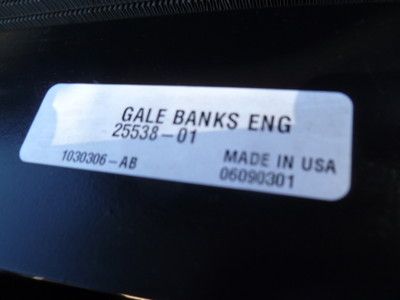 GALE BANKS ENG
25538-01
1030306-AB
MADE IN USA
06090301